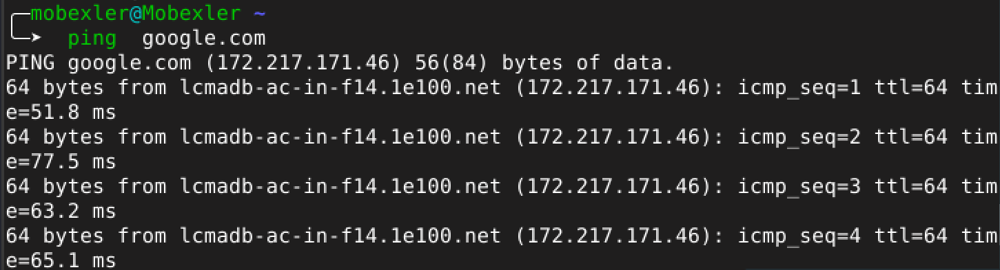 mobexler@Mobexler ~
ping google.com
PING google.com (172.217.171.46) 56(84) bytes of data.
64 bytes from lcmadb-ac-in-f14.1e100.net (172.217.171.46): icmp_seq=1 ttl=64 tim
e=51.8 ms
64 bytes from lcmadb-ac-in-f14.1e100.net (172.217.171.46): icmp_seq=2 ttl=64 tim
e=77.5 ms
64 bytes from lcmadb-ac-in-f14.1e100.net (172.217.171.46): icmp_seq=3 ttl=64 tim
e=63.2 ms
64 bytes from lcmadb-ac-in-f14.1e100.net (172.217.171.46): icmp_seq=4 ttl=64 tim
e=65.1 ms